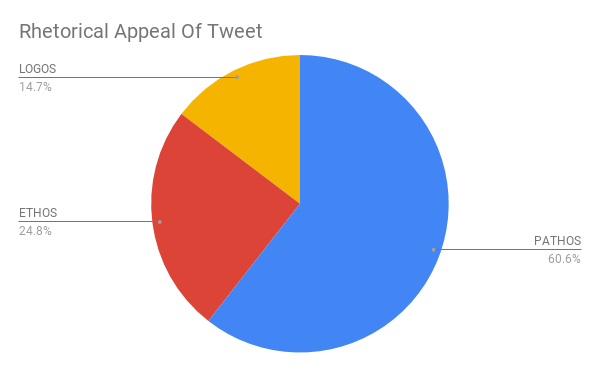 Rhetorical Appeal Of Tweet
LOGOS
14.7%
ETHOS
24.8%
PATHOS
60.6%